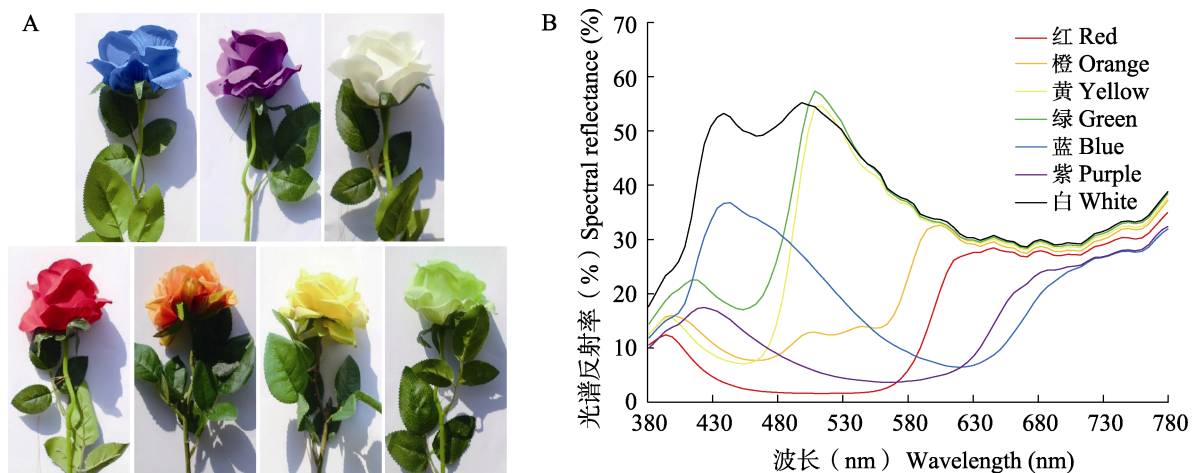 A
B
光谱反射率（%）Spectral reflectance (%)
70
60
50
40
30
20
10
0
380 430 480 530 580 630 680 730 780
波长（nm） Wavelength (nm)
红 Red
橙 Orange
黄 Yellow
绿 Green
蓝 Blue
紫 Purple
白 White